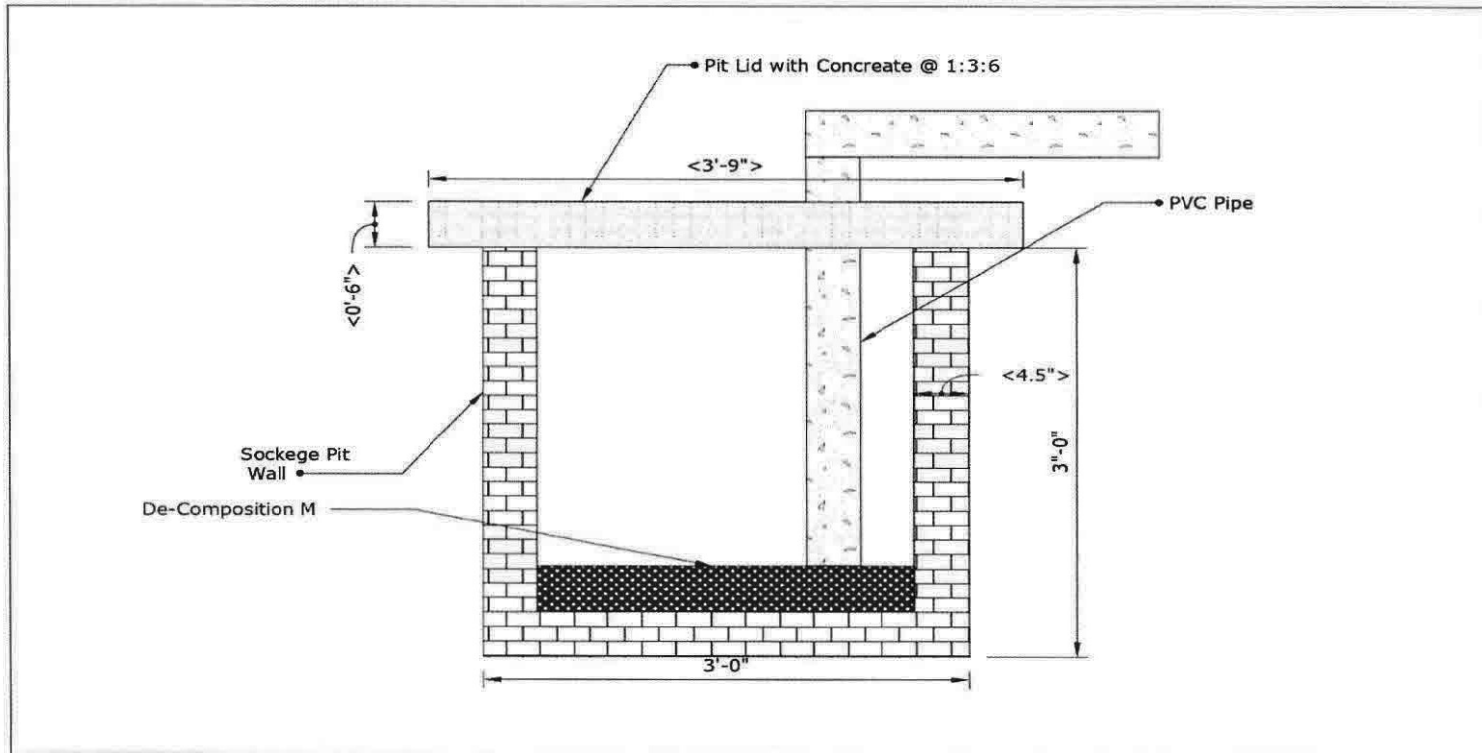 Pit Lid with Concreate @ 1:3:6
<3'-9">
PVC Pipe
<0'-6">
<4.5">
3"-0"
Sockege Pit
Wall
De-Composition M
3'-0"